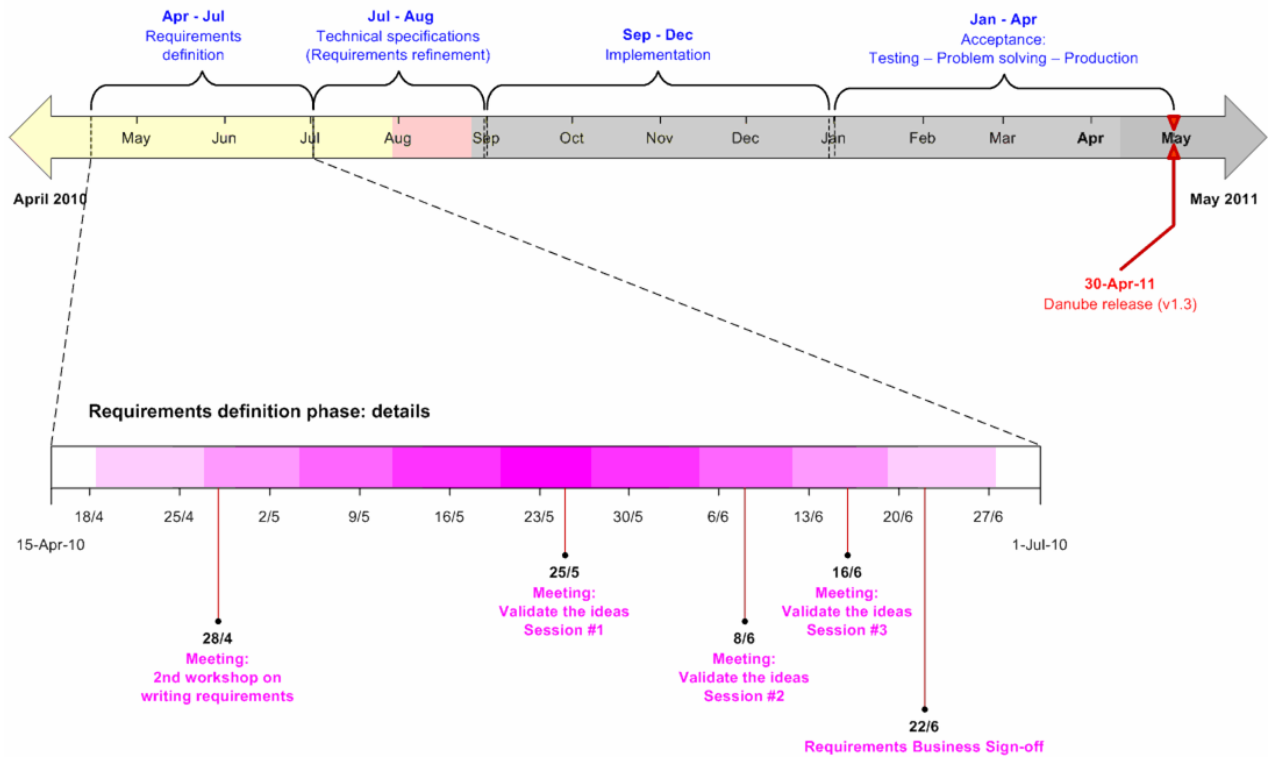 Apr - Jul
Requirements
definition
Jul - Aug
Technical specifications
(Requirements refinement)
Sep - Dec
Implementation
Jan - Apr
Acceptance:
Testing – Problem solving – Production
May Jun Jul Aug Sep Oct Nov Dec Jan Feb Mar Apr May
April 2010
May 2011
30-Apr-11
Danube release (v1.3)
Requirements definition phase: details
18/4 25/4 2/5 9/5 16/5 23/5 30/5 6/6 13/6 20/6 27/6
15-Apr-10
1-Jul-10
28/4
Meeting:
2nd workshop on
writing requirements
25/5
Meeting:
Validate the ideas
Session #1
8/6
Meeting:
Validate the ideas
Session #2
16/6
Meeting:
Validate the ideas
Session #3
22/6
Requirements Business Sign-off